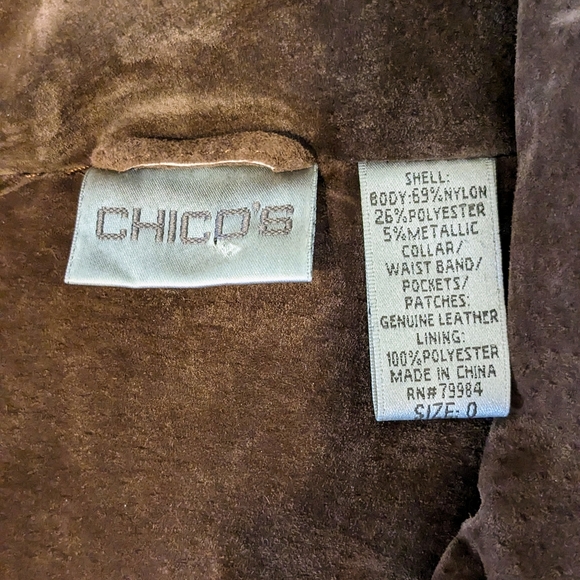 CHICO'S
SHELL:
BODY:69%NYLON
26%POLYESTER
5%METALLIC
COLLAR/
WAIST BAND/
POCKETS/
PATCHES:
GENUINE LEATHER
LINING:
100%POLYESTER
MADE IN CHINA
RN#79984
SIZE: 0